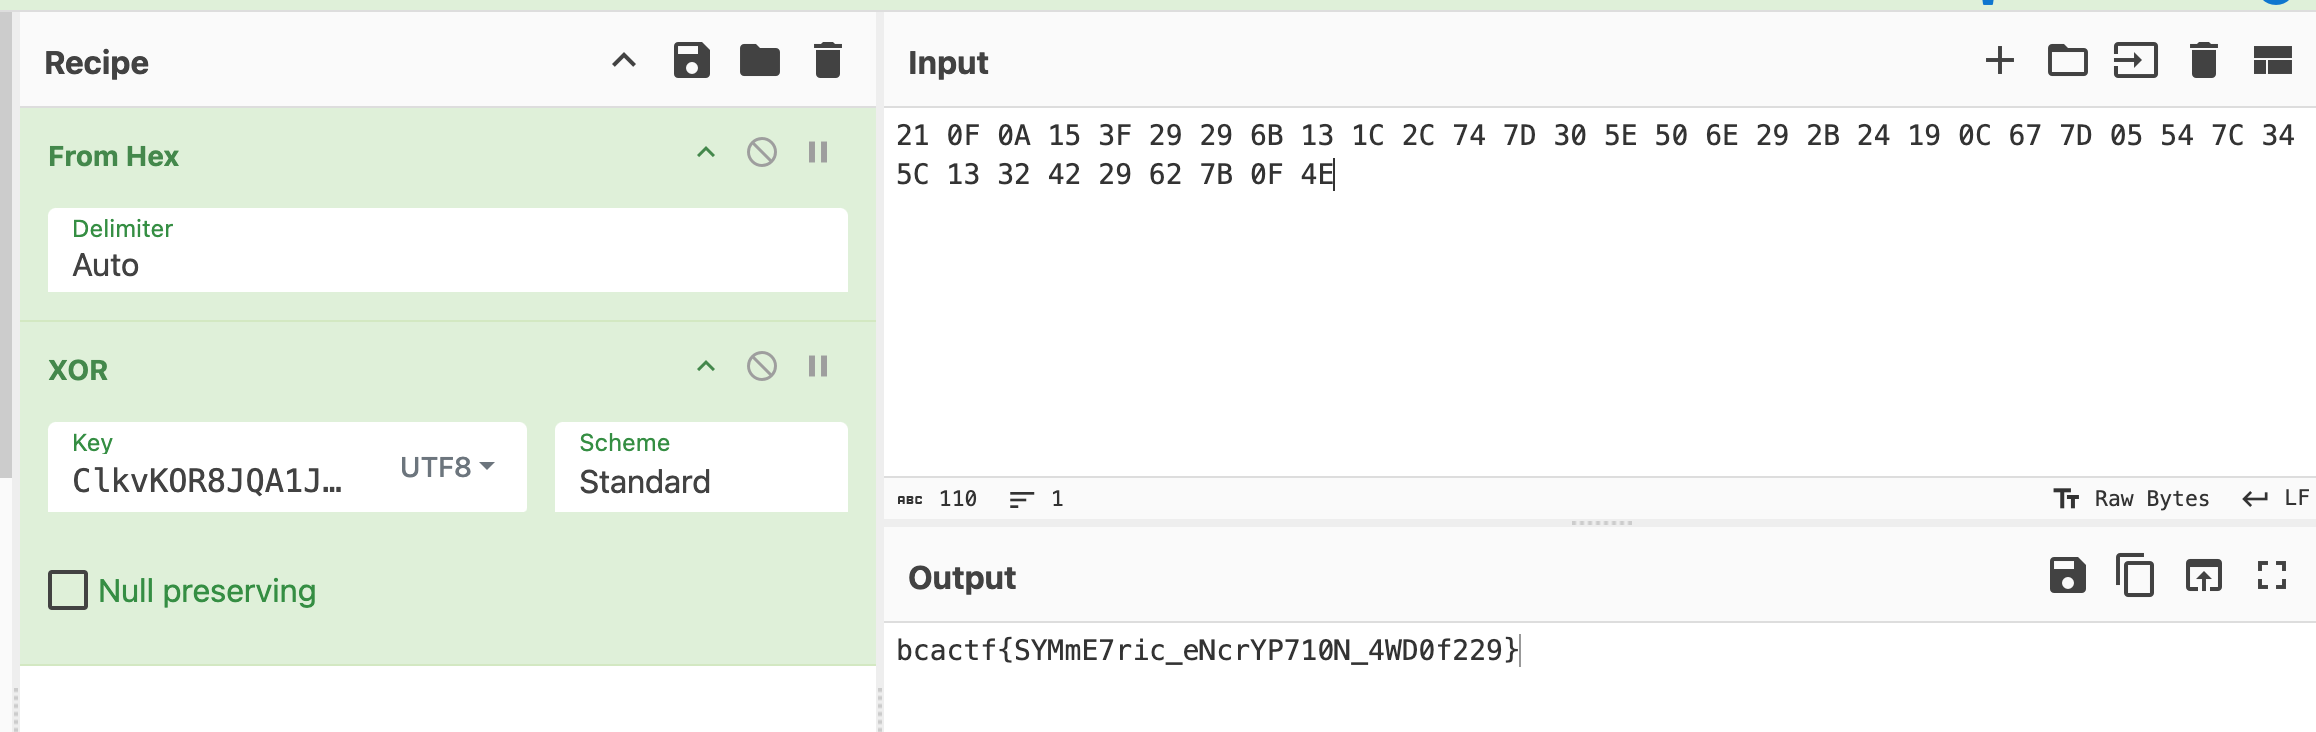 Recipe
From Hex
Delimiter
Auto
XOR
Key
ClkvKOR8JQA1J…
UTF8
Scheme
Standard
Null preserving
Input
21 0F 0A 15 3F 29 29 6B 13 1C 2C 74 7D 30 5E 50 6E 29 2B 24 19 0C 67 7D 05 54 7C 34
5C 13 32 42 29 62 7B 0F 4E
ABC 110 1
Raw Bytes LF
Output
bcactf{SYMmE7ric_eNcrYP710N_4WD0f229}